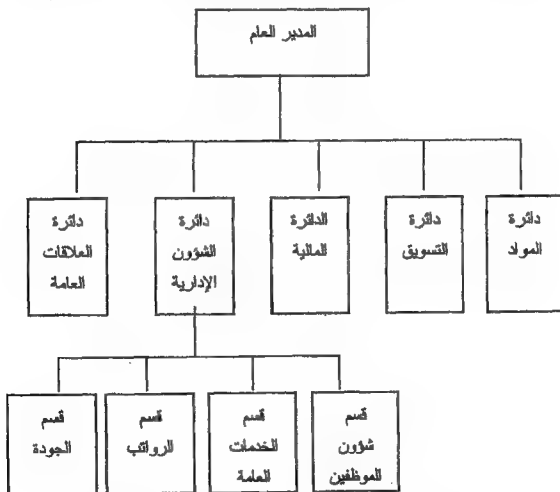 المدير العام
دائرة
المواد
دائرة
التسويق
الدائرة
المالية
دائرة
الشؤون
الإدارية
دائرة
العلاقات
العامة
قسم
شؤون
الموظفين
قسم
الخدمات
العامة
قسم
الرواتب
قسم
الجودة